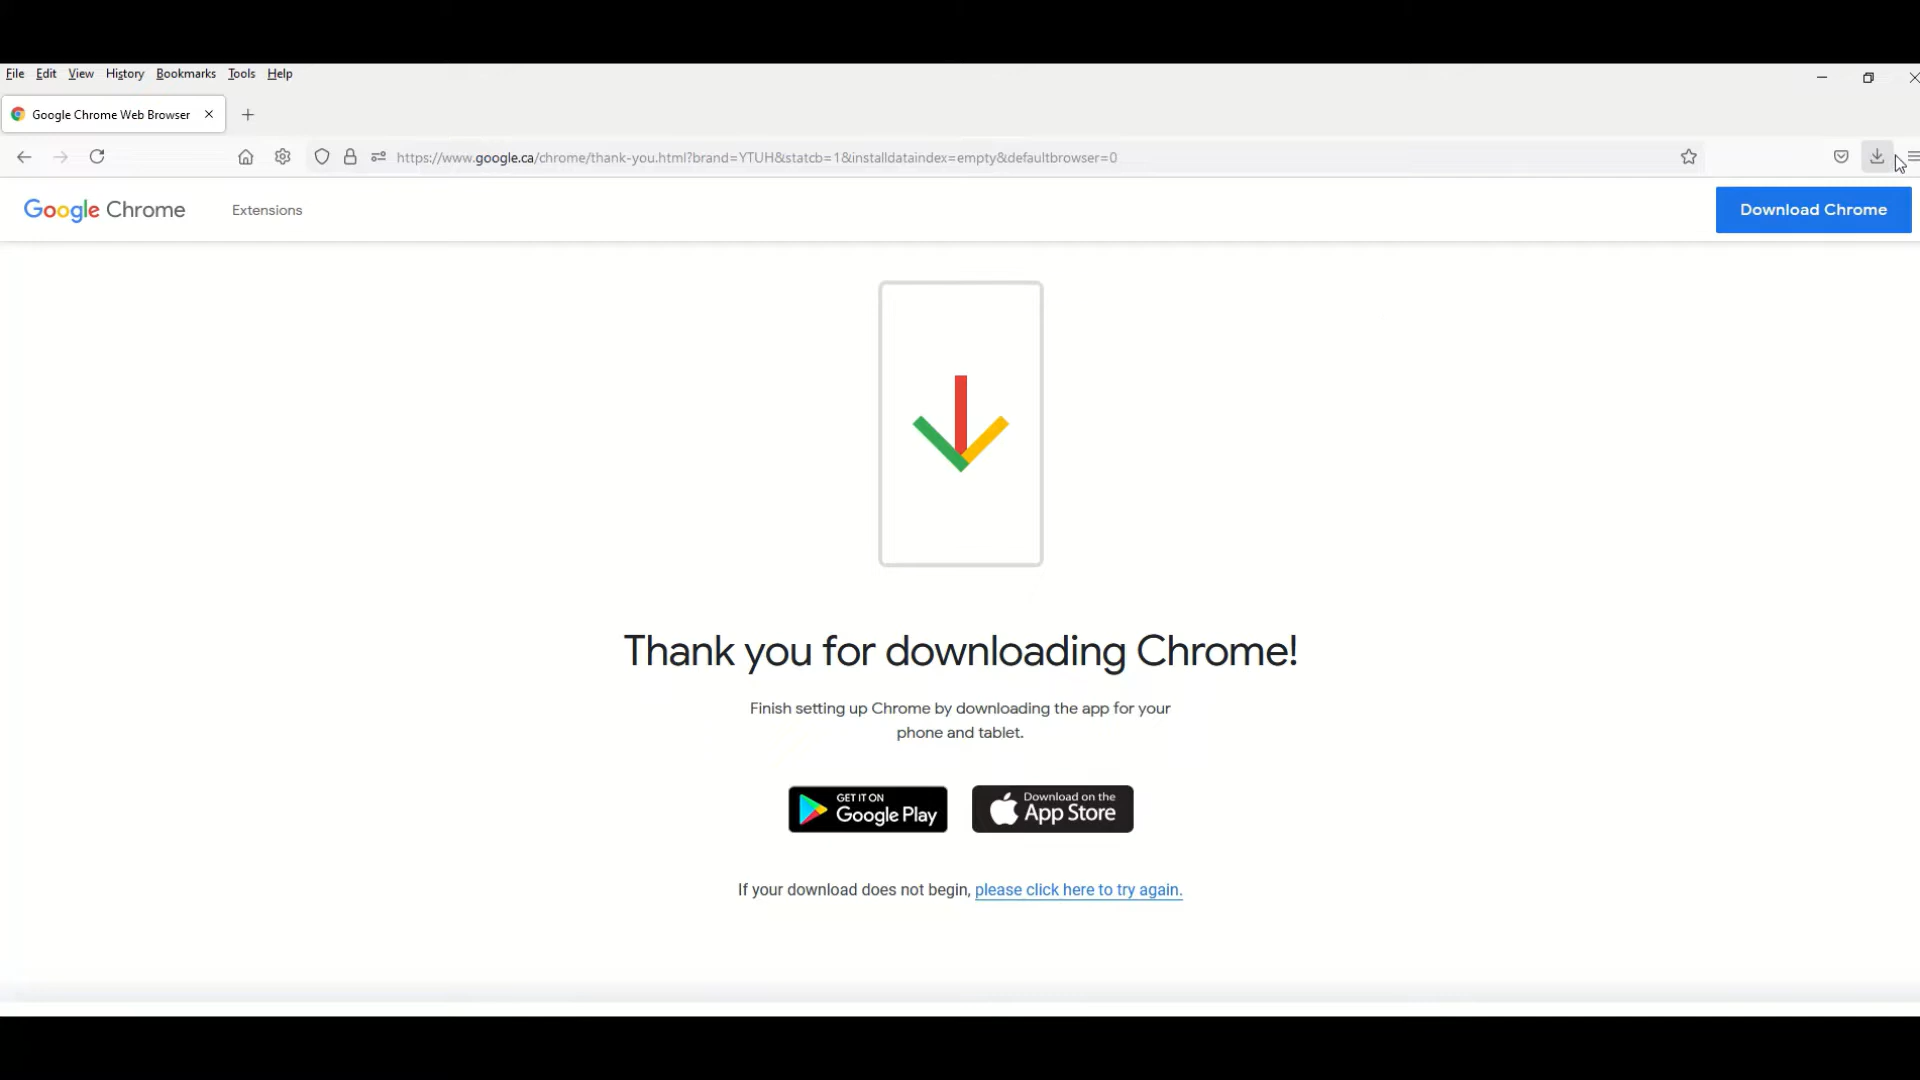 File Edit View History Bookmarks Tools Help
Google Chrome Web Browser
https://www.google.ca/chrome/thank-you.html?brand=YTUH&statcb=1&installdataindex=empty&defaultbrowser=0
Google Chrome Extensions Download Chrome
Thank you for downloading Chrome!
Finish setting up Chrome by downloading the app for your
phone and tablet.
GET IT ON
Google Play
Download on the
App Store
If your download does not begin, please click here to try again.